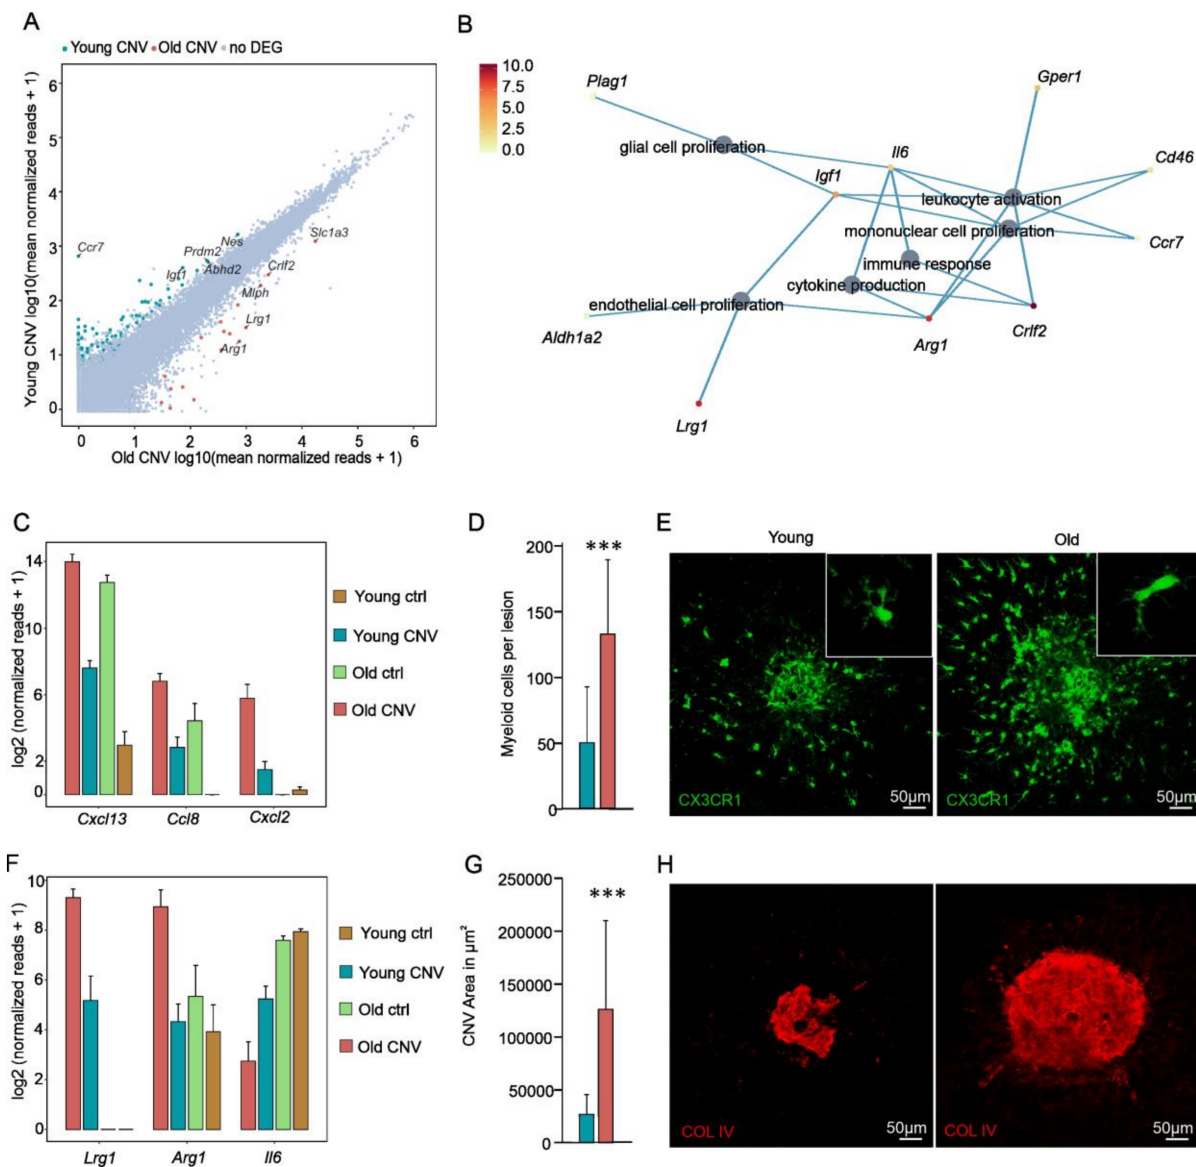 A
Young CNV Old CNV no DEG
Young CNV log10(mean normalized reads + 1)
6
5
4
3
2
1
0
Ccr7
Nes
Prdm2
Igf1
Abhd2
Slc1a3
Crlf2
Mlph
Lrg1
Arg1
0 1 2 3 4 5 6
Old CNV log10(mean normalized reads + 1)
B
10.0
7.5
5.0
2.5
0.0
Plag1
Gper1
glial cell proliferation
Il6
Cd46
Igf1
leukocyte activation
mononuclear cell proliferation
Ccr7
immune response
cytokine production
endothelial cell proliferation
Aldh1a2
Arg1
Crlf2
Lrg1
C
log2 (normalized reads + 1)
14
10
6
2
0
Cxcl13 Ccl8 Cxcl2
Young ctrl
Young CNV
Old ctrl
Old CNV
D
Myeloid cells per lesion
200
150
100
50
0
***
E
Young Old
CX3CR1
50µm
CX3CR1
50µm
F
log2 (normalized reads + 1)
10
8
6
4
2
0
Lrg1 Arg1 Il6
Young ctrl
Young CNV
Old ctrl
Old CNV
G
CNV Area in µm²
250000
200000
150000
100000
50000
0
***
H
COL IV
50µm
COL IV
50µm